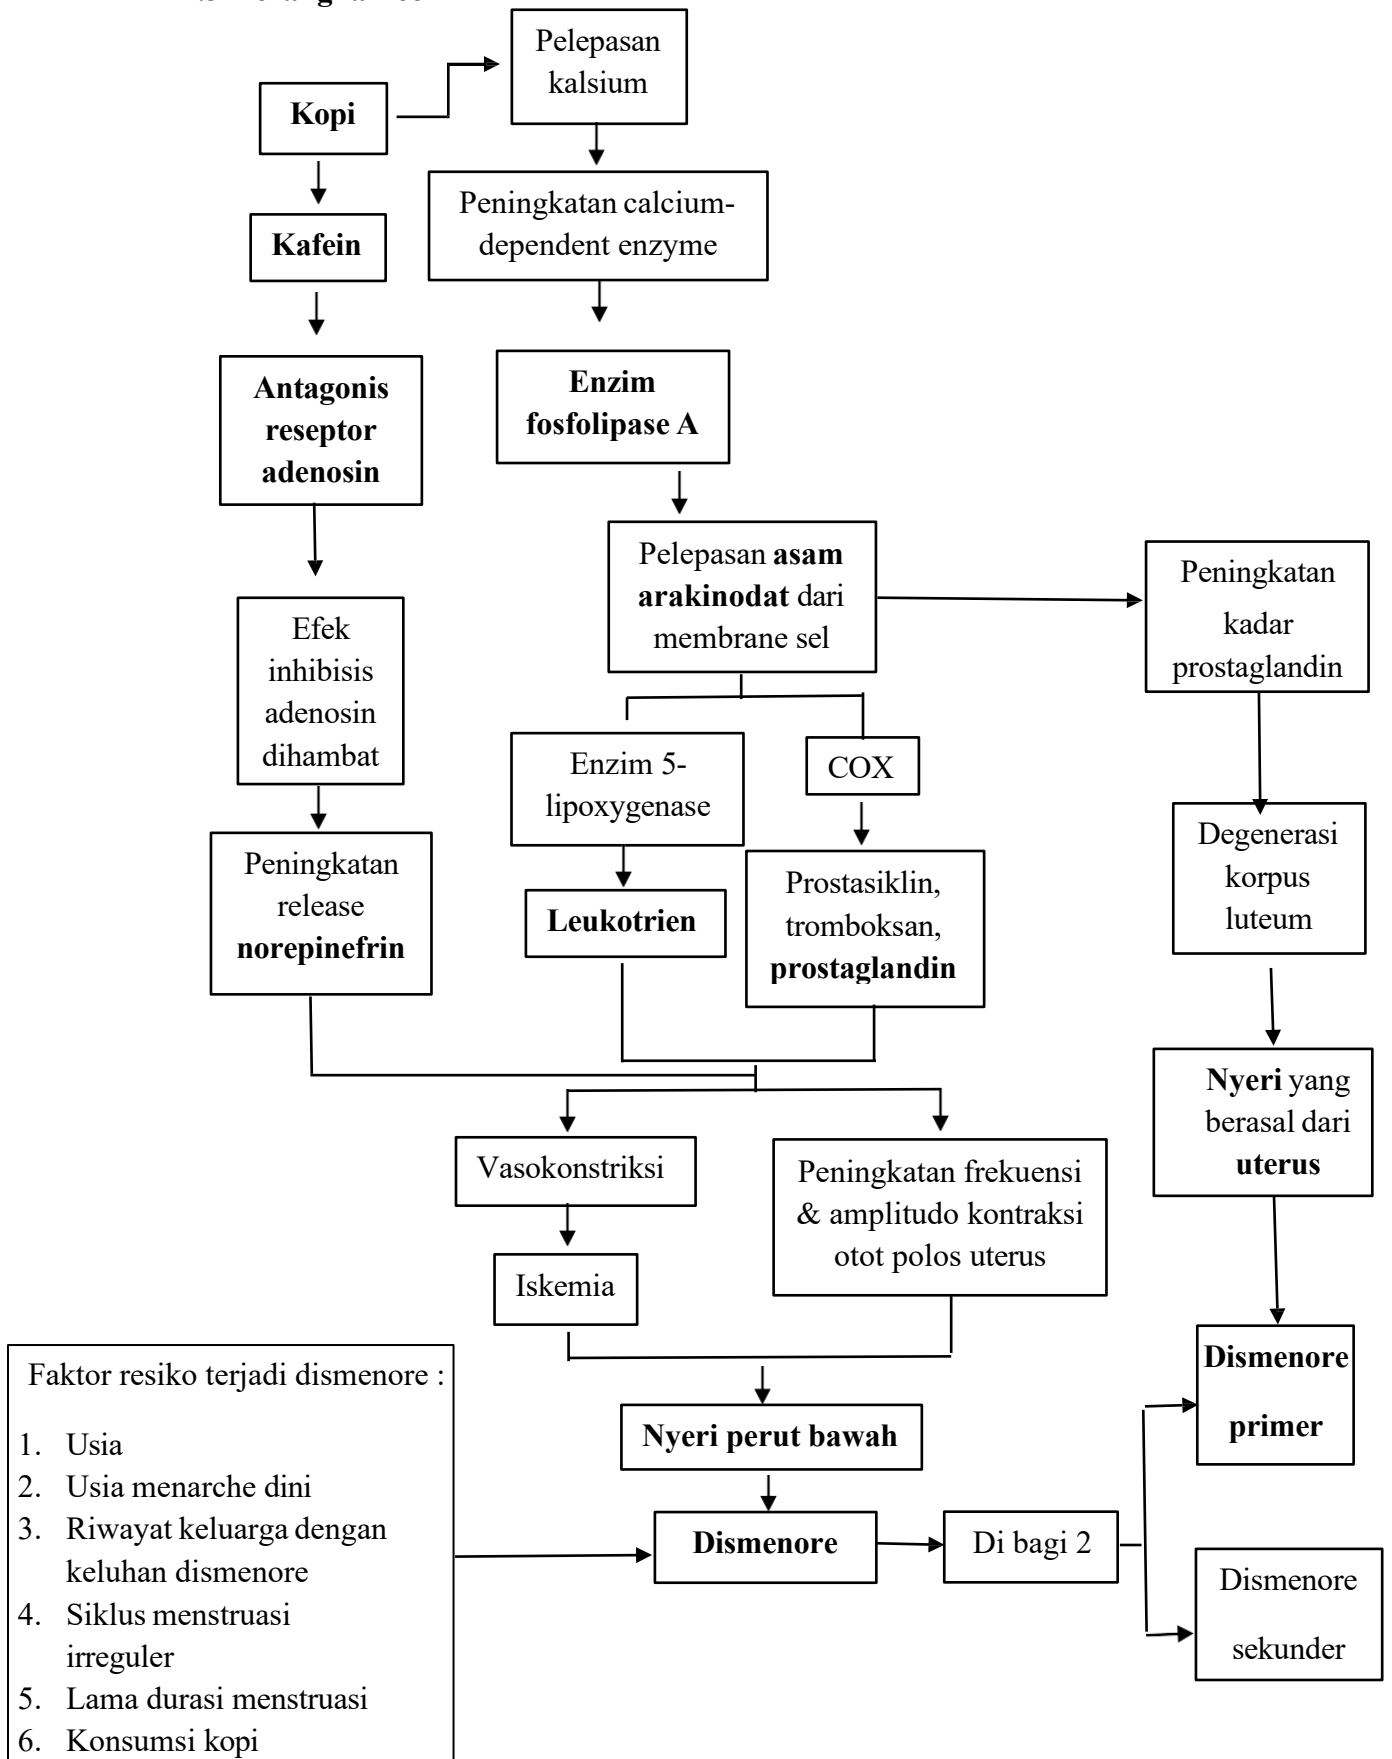 Pelepasan
kalsium
Kopi
Peningkatan calcium-
dependent enzyme
Kafein
Antagonis
reseptor
adenosin
Enzim
fosfolipase A
Pelepasan asam
arakinodat dari
membrane sel
Peningkatan
kadar
prostaglandin
Efek
inhibisis
adenosin
dihambat
Enzim 5-
lipoxygenase
COX
Degenerasi
korpus
luteum
Peningkatan
release
norepinefrin
Leukotrien
Prostasiklin,
tromboksan,
prostaglandin
Nyeri yang
berasal dari
uterus
Vasokonstriksi
Peningkatan frekuensi
& amplitudo kontraksi
otot polos uterus
Iskemia
Dismenore
primer
Faktor resiko terjadi dismenore :
1. Usia
2. Usia menarche dini
3. Riwayat keluarga dengan
keluhan dismenore
4. Siklus menstruasi
irreguler
5. Lama durasi menstruasi
6. Konsumsi kopi
Nyeri perut bawah
Dismenore
Di bagi 2
Dismenore
sekunder